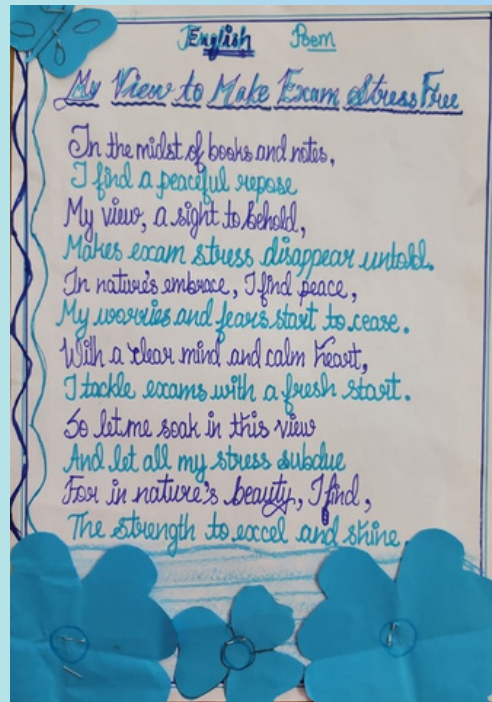 English Poem
My View to Make Exam Stress Free
In the midst of books and notes,
I find a peaceful repose
My view, a sight to behold,
Makes exam stress disappear untold.
In nature's embrace, I find peace,
My worries and fears start to cease.
With a clear mind and calm heart,
I tackle exams with a fresh start.
So let me soak in this view
And let all my stress subdue
For in nature's beauty, I find,
The strength to excel and shine.